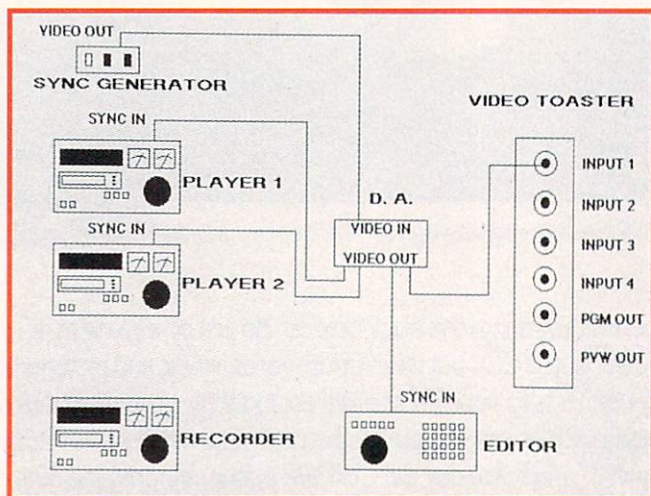 VIDEO OUT
SYNC GENERATOR
SYNC IN
PLAYER 1
SYNC IN
PLAYER 2
RECORDER
D. A.
VIDEO IN
VIDEO OUT
SYNC IN
EDITOR
VIDEO TOASTER
INPUT 1
INPUT 2
INPUT 3
INPUT 4
PGM OUT
PVW OUT